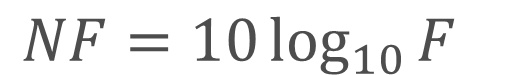 NF = 10 log₁₀ F